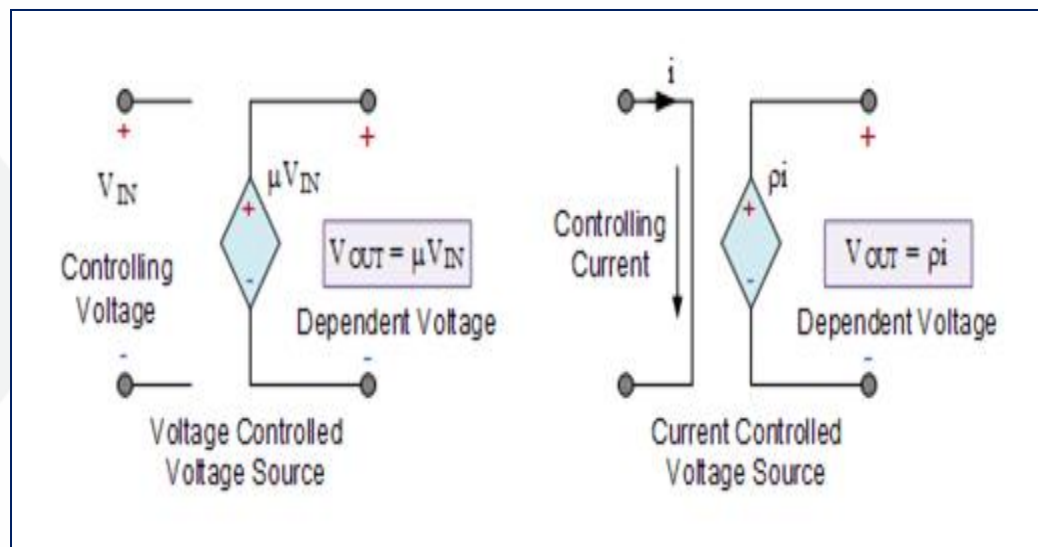 +
V_IN
Controlling
Voltage
-
μV_IN
+
-
+
V_OUT = μV_IN
Dependent Voltage
-
Voltage Controlled
Voltage Source
i
Controlling
Current
ρi
+
-
+
V_OUT = ρi
Dependent Voltage
-
Current Controlled
Voltage Source